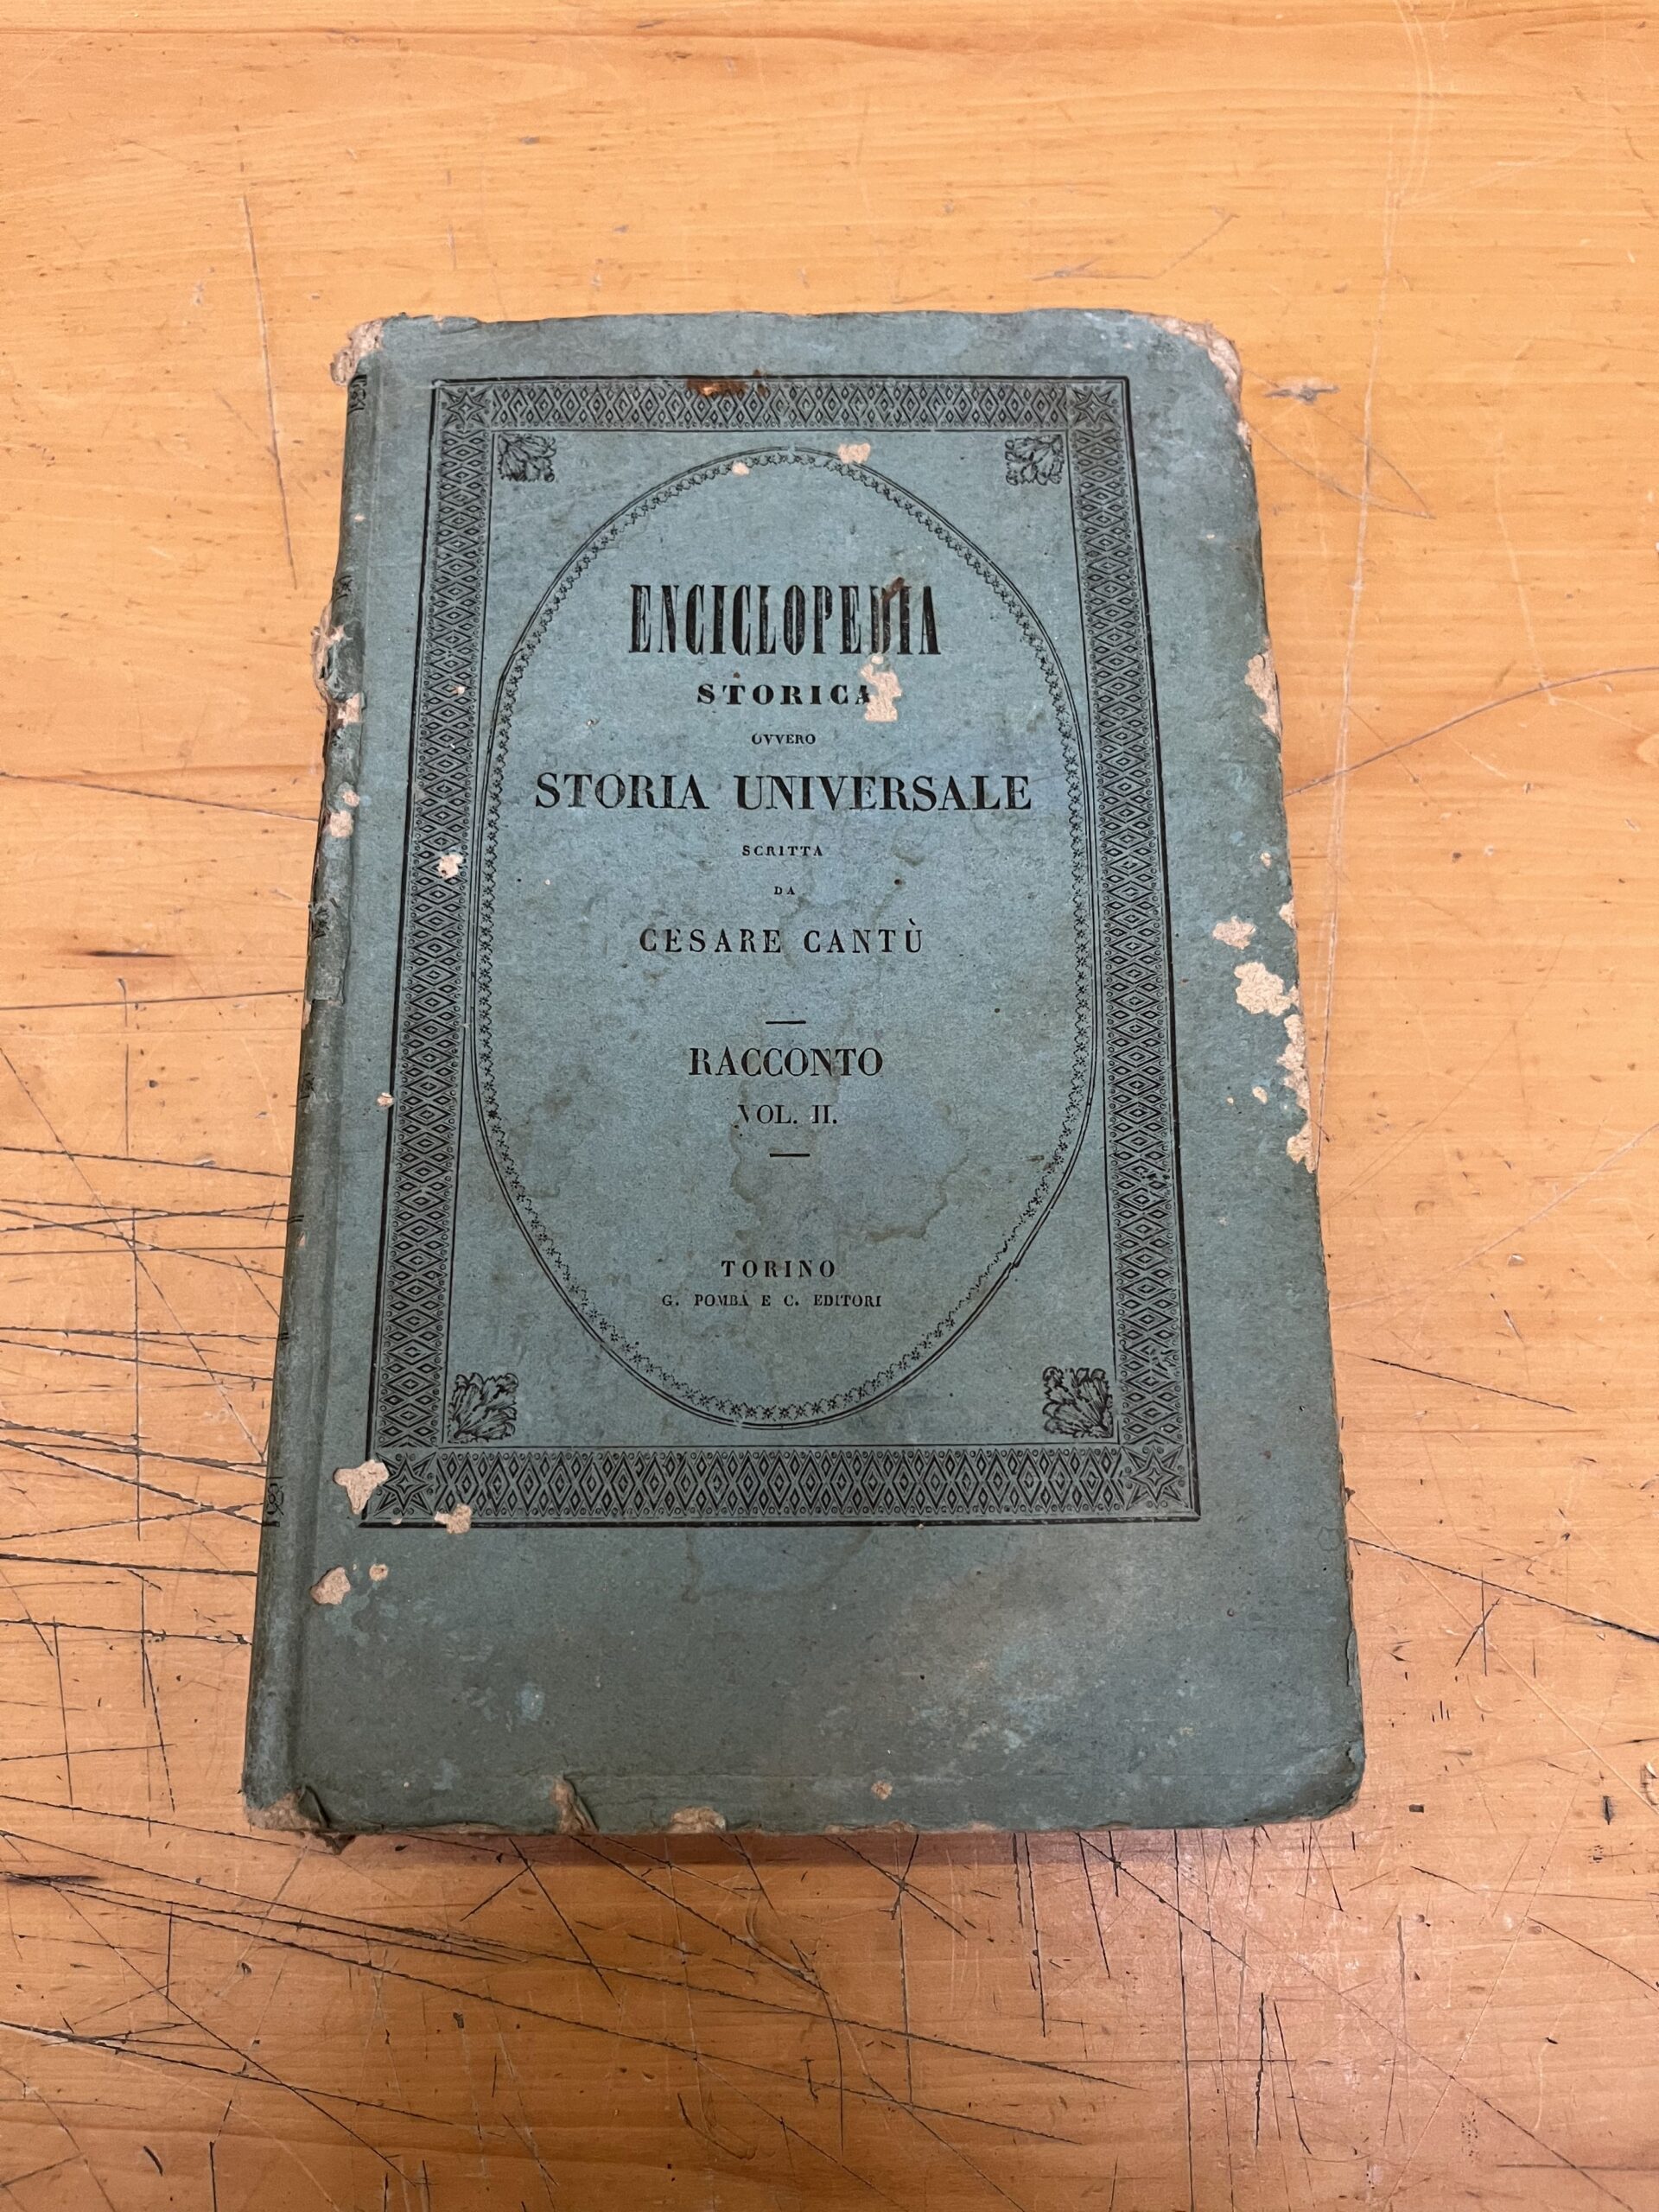 ENCICLOPEDIA
STORICA
OVVERO
STORIA UNIVERSALE
SCRITTA
DA
CESARE CANTÙ
RACCONTO
VOL. II.
TORINO
G. POMBA E C. EDITORI